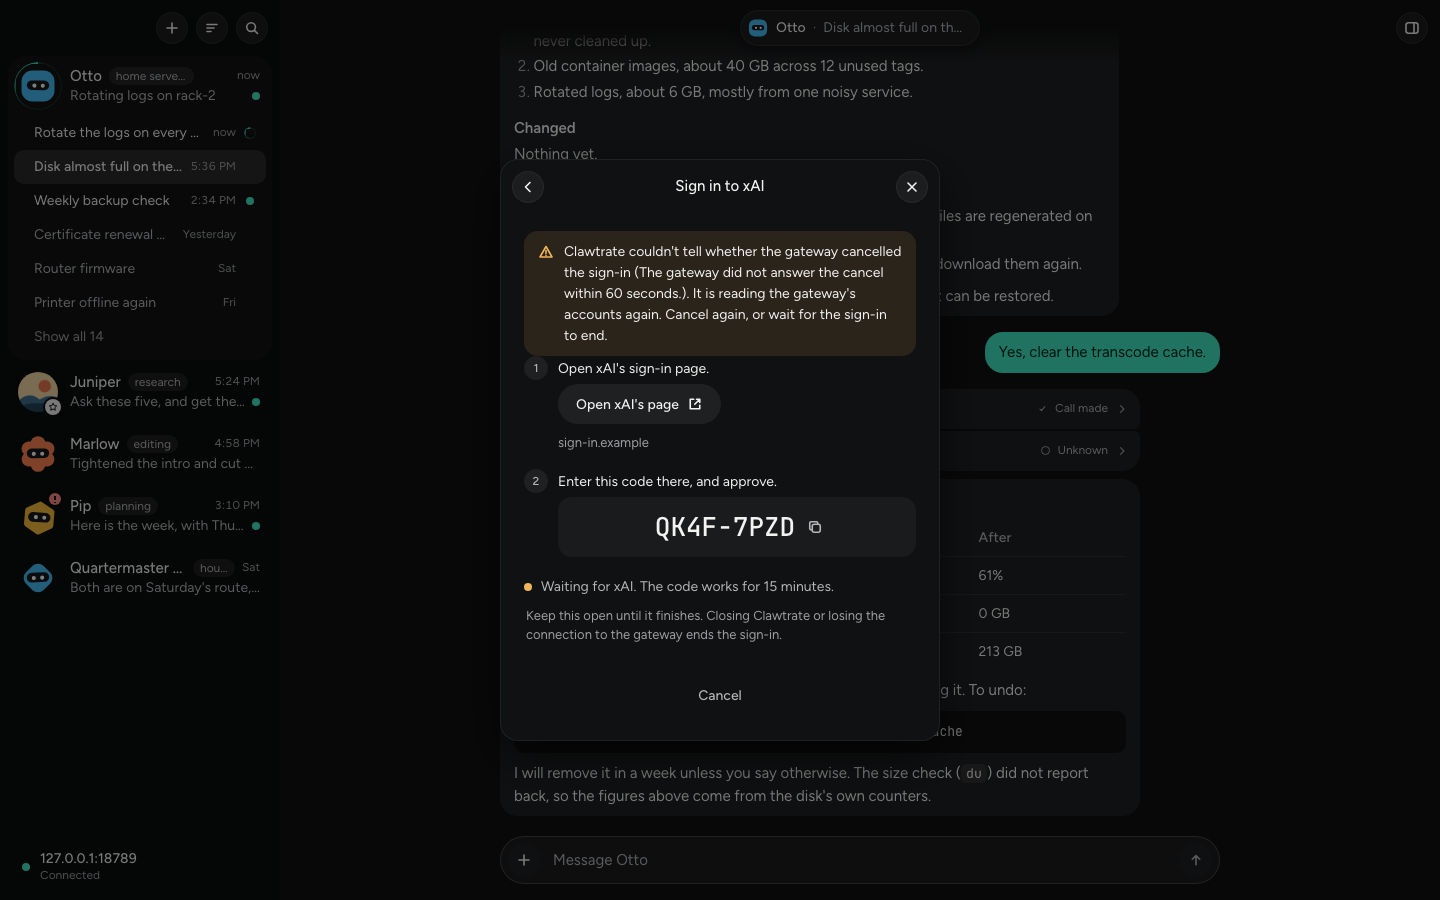 Otto · Disk almost full on th...
Otto home serve... now
Rotating logs on rack-2
Rotate the logs on every ... now
Disk almost full on the... 5:36 PM
Weekly backup check 2:34 PM
Certificate renewal ... Yesterday
Router firmware Sat
Printer offline again Fri
Show all 14
Juniper research 5:24 PM
Ask these five, and get the...
Marlow editing 4:58 PM
Tightened the intro and cut ...
Pip planning 3:10 PM
Here is the week, with Thu...
Quartermaster ... hou... Sat
Both are on Saturday's route,...
127.0.0.1:18789
Connected
never cleaned up.
2. Old container images, about 40 GB across 12 unused tags.
3. Rotated logs, about 6 GB, mostly from one noisy service.
Changed
Nothing yet.
iles are regenerated on
download them again.
can be restored.
Yes, clear the transcode cache.
Call made
Unknown
After
61%
0 GB
213 GB
g it. To undo:
ache
I will remove it in a week unless you say otherwise. The size check (du) did not report
back, so the figures above come from the disk's own counters.
Message Otto
Sign in to xAI
Clawtrate couldn't tell whether the gateway cancelled
the sign-in (The gateway did not answer the cancel
within 60 seconds.). It is reading the gateway's
accounts again. Cancel again, or wait for the sign-in
to end.
1 Open xAI's sign-in page.
Open xAI's page
sign-in.example
2 Enter this code there, and approve.
QK4F-7PZD
Waiting for xAI. The code works for 15 minutes.
Keep this open until it finishes. Closing Clawtrate or losing the
connection to the gateway ends the sign-in.
Cancel